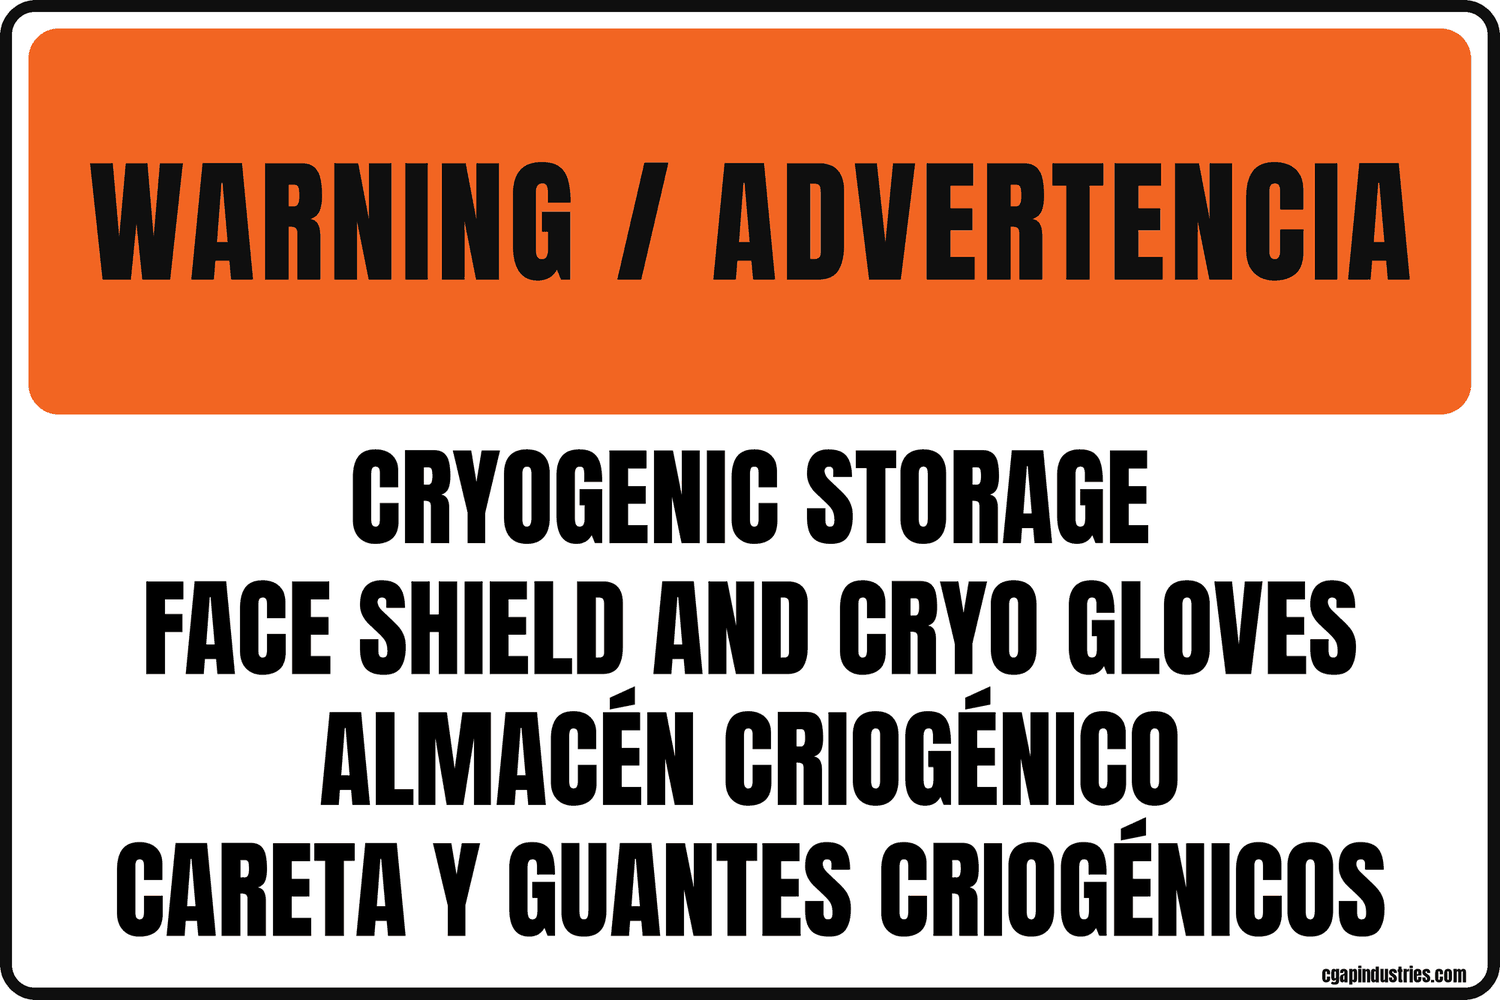 WARNING / ADVERTENCIA
CRYOGENIC STORAGE
FACE SHIELD AND CRYO GLOVES
ALMACÉN CRIOGÉNICO
CARETA Y GUANTES CRIOGÉNICOS
cgapindustries.com